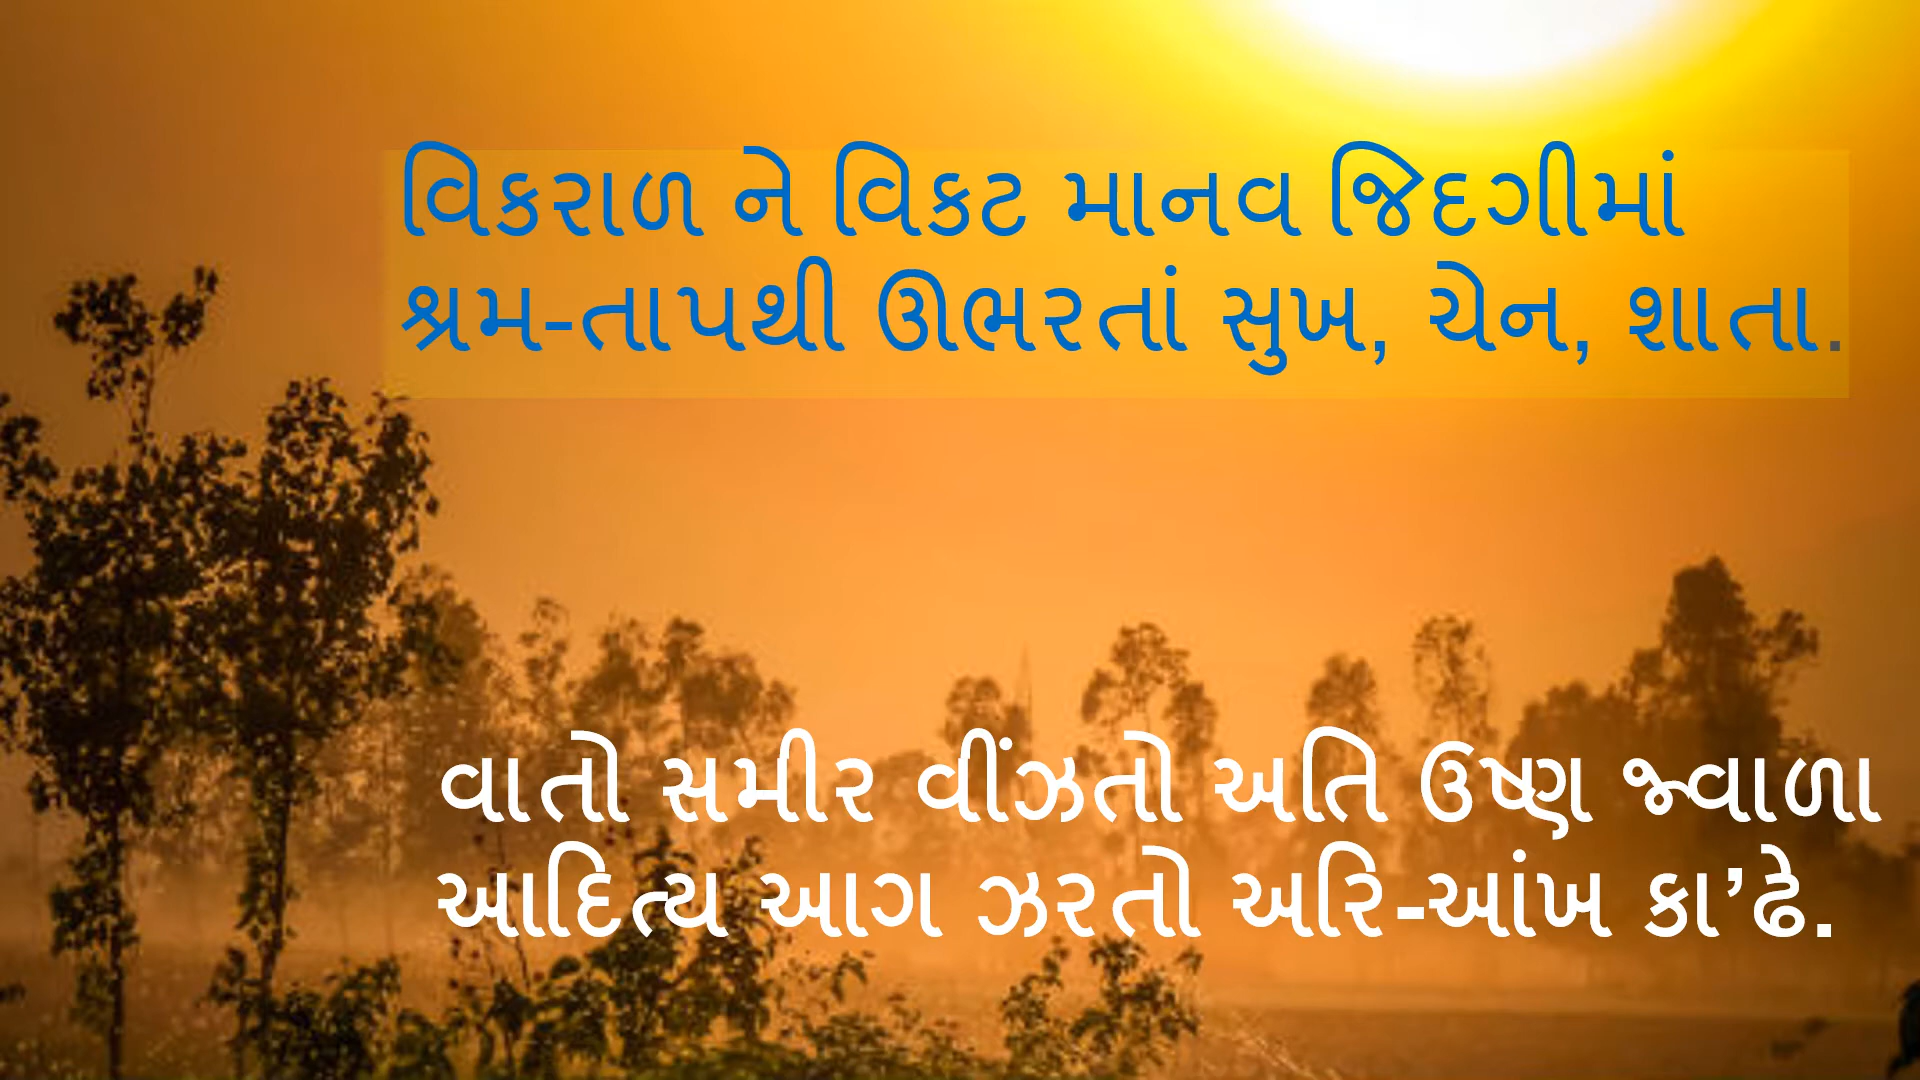 વિકરાળ ને વિકટ માનવ જિદગીમાં
શ્રમ-તાપથી ઊભરતાં સુખ, ચેન, શાતા.
વાતો સમીર વીંઝતો અતિ ઉષ્ણ જ્વાળા
આદિત્ય આગ ઝરતો અરિ-આંખ કા’ઢે.